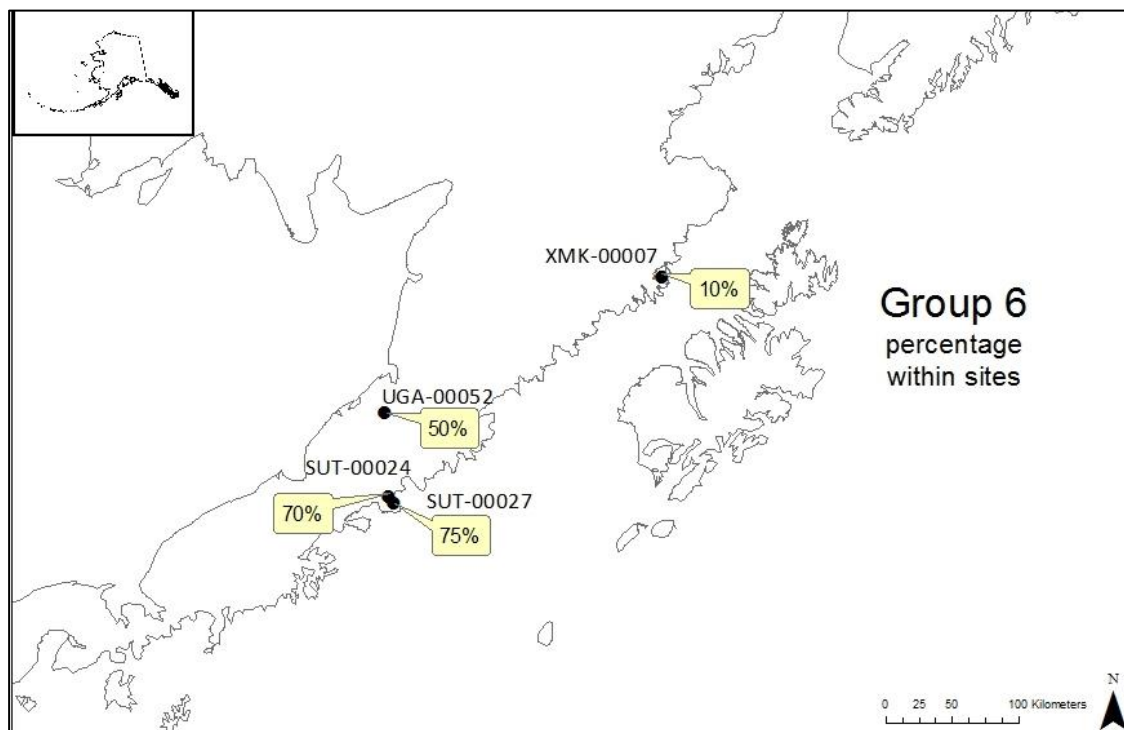 XMK-00007
10%
Group 6
percentage
within sites
UGA-00052
50%
SUT-00024
70%
SUT-00027
75%
N
0 25 50 100 Kilometers